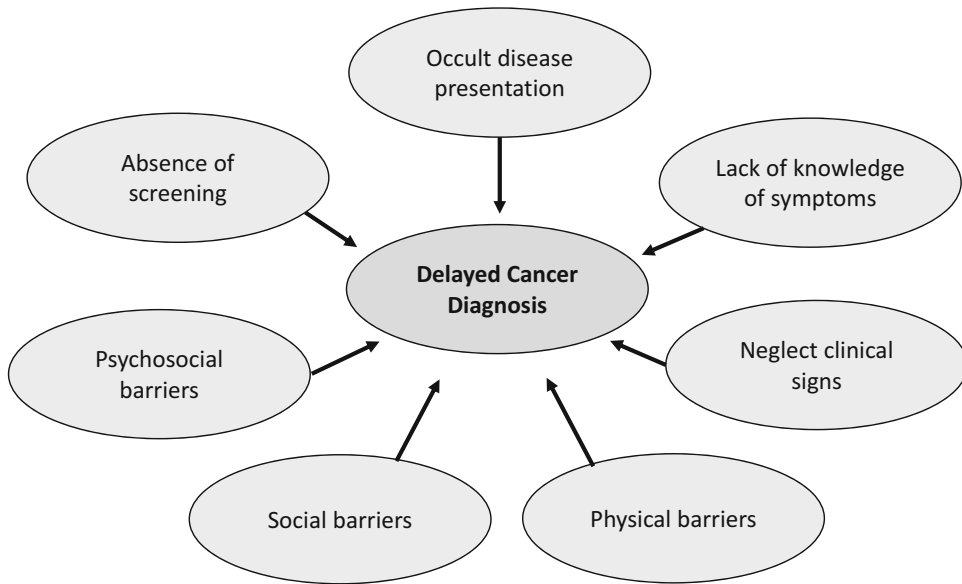 Occult disease
presentation
Absence of
screening
Lack of knowledge
of symptoms
Delayed Cancer
Diagnosis
Psychosocial
barriers
Neglect clinical
signs
Social barriers
Physical barriers